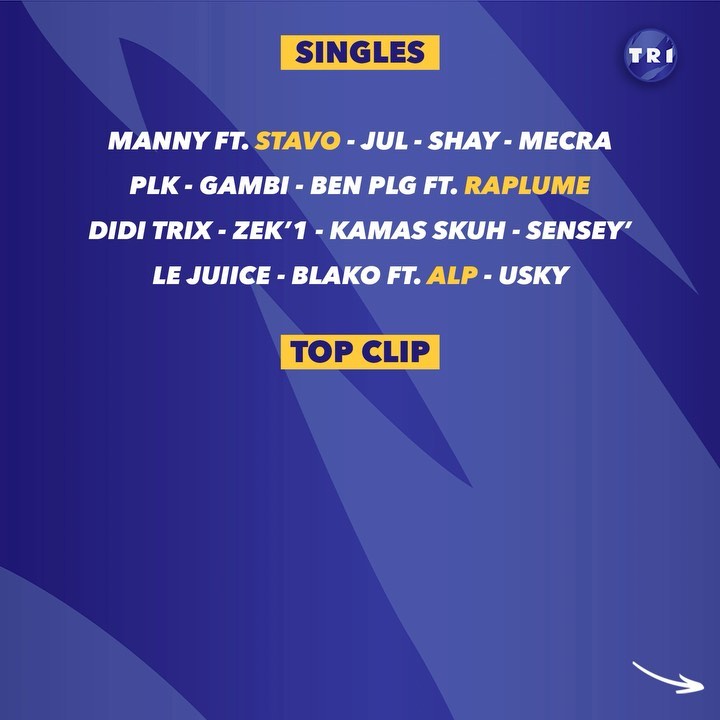 SINGLES
TR1
MANNY FT. STAVO - JUL - SHAY - MECRA
PLK - GAMBI - BEN PLG FT. RAPLUME
DIDI TRIX - ZEK'1 - KAMAS SKUH - SENSEY'
LE JUIICE - BLAKO FT. ALP - USKY
TOP CLIP